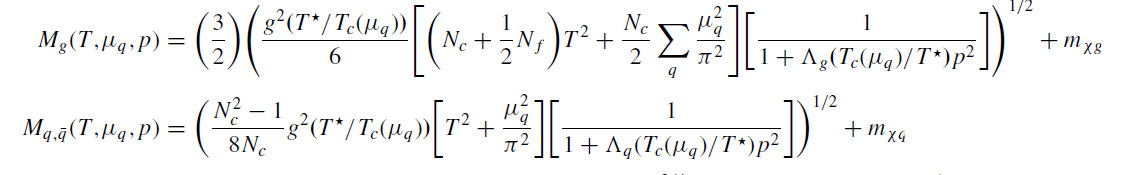 M_g(T,μ_q,p) = (3/2)(g²(T⋆/T_c(μ_q))/6 [(N_c + 1/2 N_f)T² + N_c/2 ∑_q μ_q²/π²][1/(1 + Λ_g(T_c(μ_q)/T⋆)p²)])^{1/2} + m_{χg}
M_{q,q̄}(T,μ_q,p) = ((N_c² − 1)/(8N_c) g²(T⋆/T_c(μ_q))[T² + μ_q²/π²][1/(1 + Λ_q(T_c(μ_q)/T⋆)p²)])^{1/2} + m_{χq}